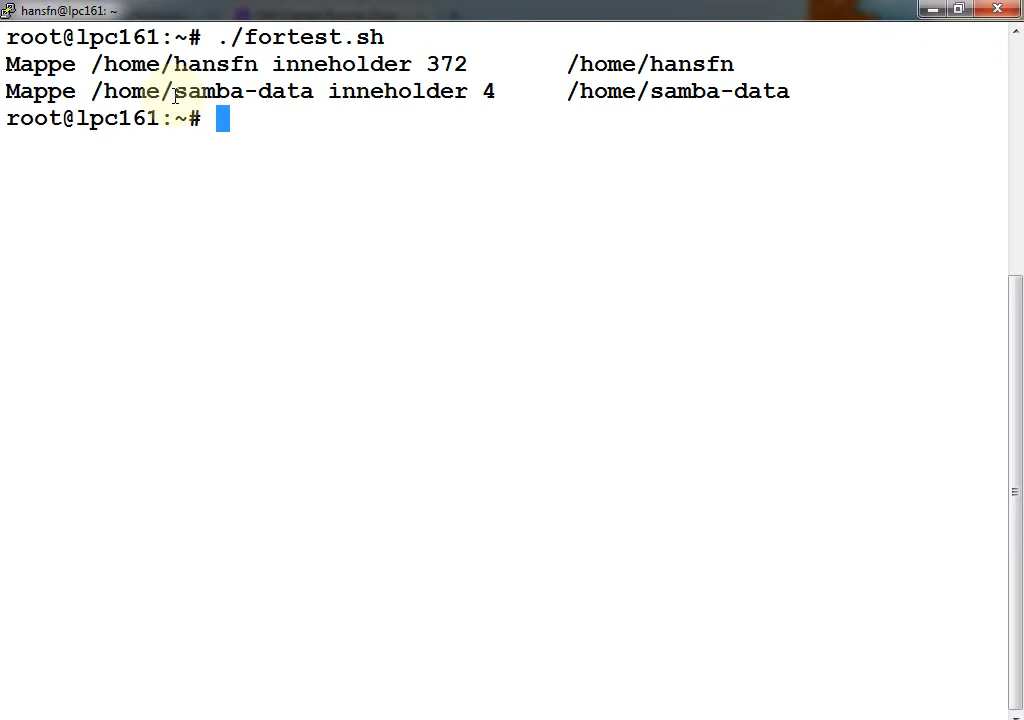 hansfn@lpc161: ~
root@lpc161:~# ./fortest.sh
Mappe /home/hansfn inneholder 372 /home/hansfn
Mappe /home/samba-data inneholder 4 /home/samba-data
root@lpc161:~#